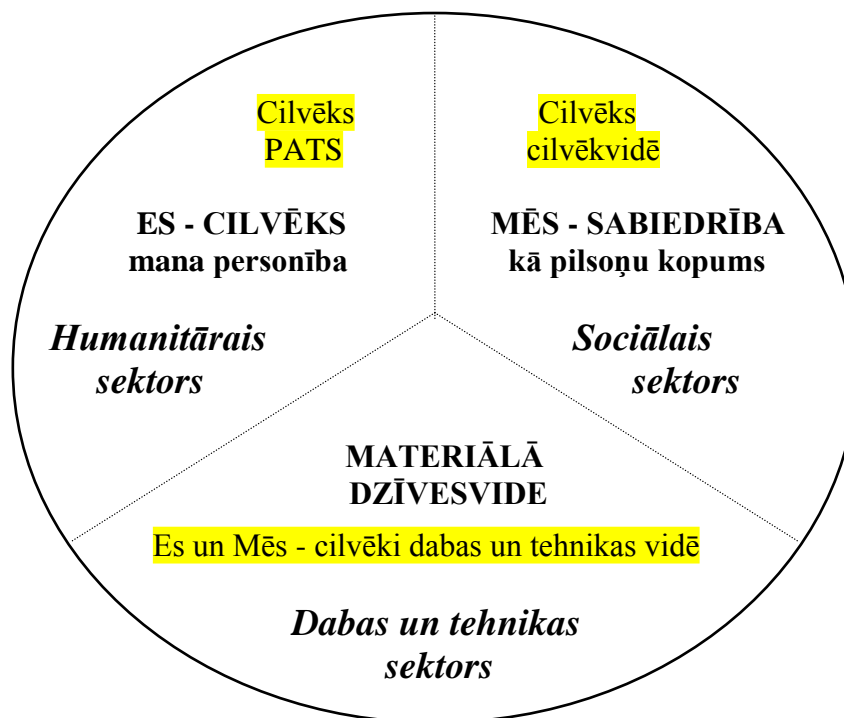 Cilvēks
PATS
ES - CILVĒKS
mana personība
Humanitārais
sektors
Cilvēks
cilvēkvidē
MĒS - SABIEDRĪBA
kā pilsoņu kopums
Sociālais
sektors
MATERIĀLĀ
DZĪVESVIDE
Es un Mēs - cilvēki dabas un tehnikas vidē
Dabas un tehnikas
sektors